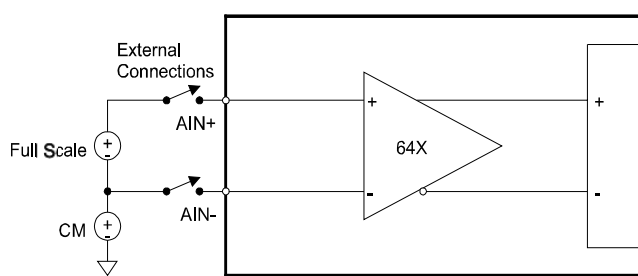 External
Connections
AIN+
Full Scale
+
-
AIN-
CM
+
-
+
-
64X
+
-